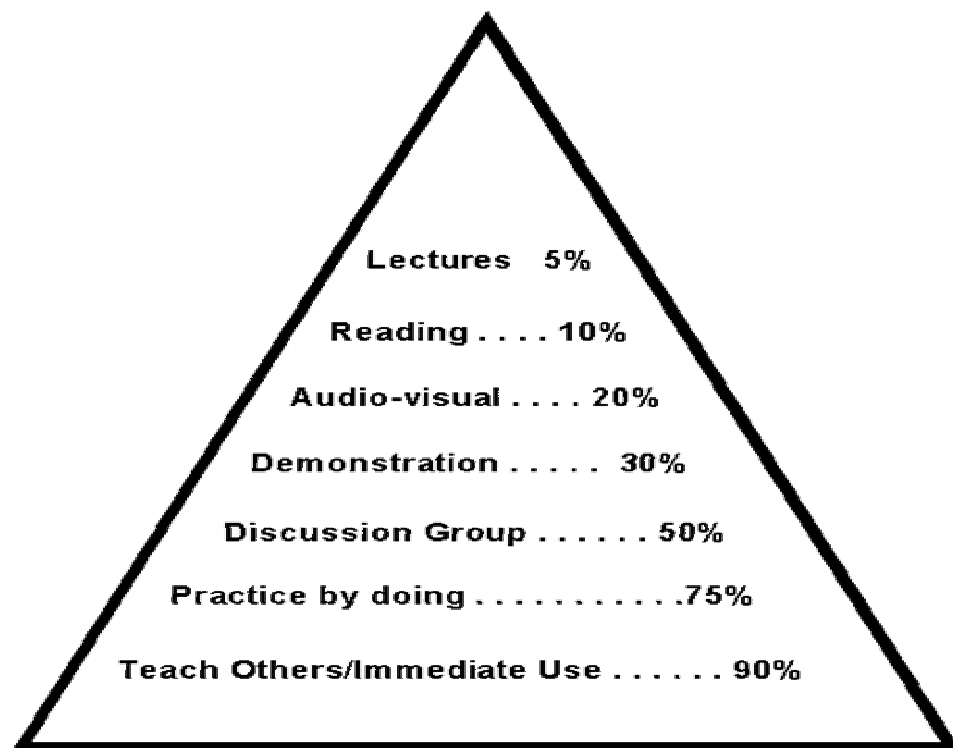 Lectures 5%
Reading . . . . 10%
Audio-visual . . . . 20%
Demonstration . . . . . 30%
Discussion Group . . . . . . 50%
Practice by doing . . . . . . . . . . .75%
Teach Others/Immediate Use . . . . . . 90%